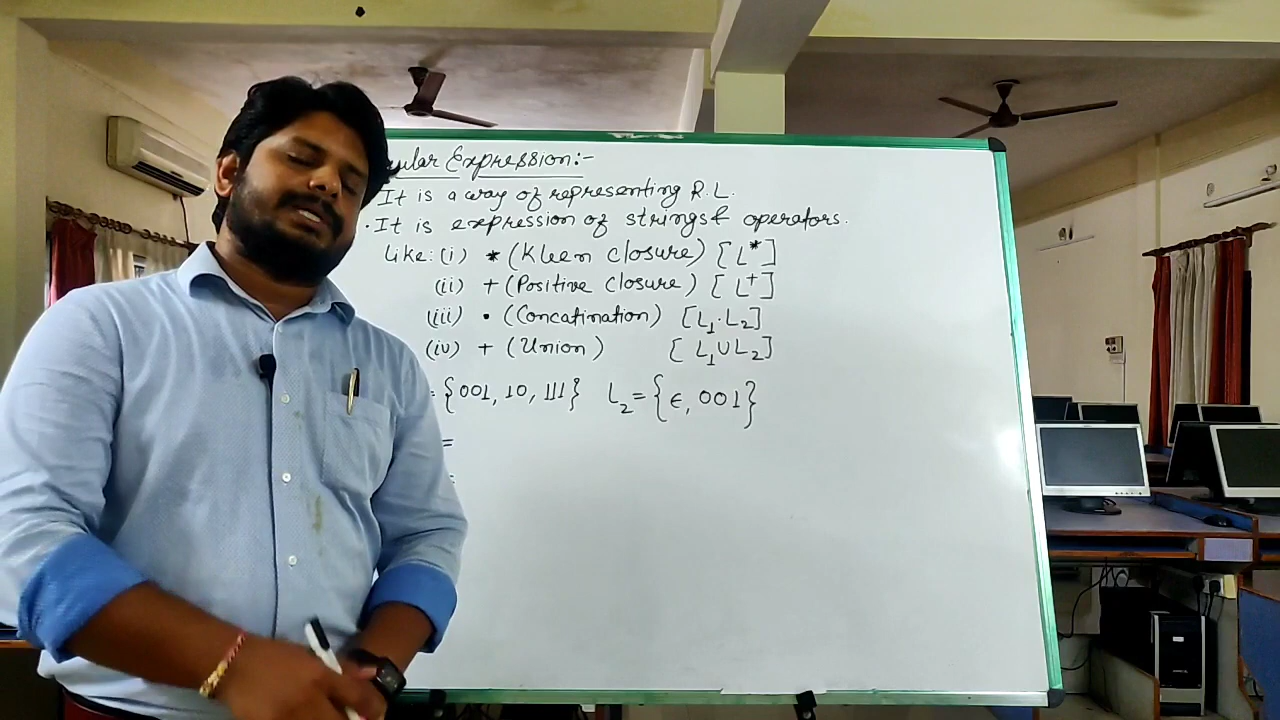 ular Expression:-
It is a way of representing R.L.
• It is expression of strings & operators.
Like: (i) * (Kleen closure) [L*]
(ii) + (Positive closure) [L⁺]
(iii) • (Concatination) [L₁.L₂]
(iv) + (Union) [L₁∪L₂]
= {001, 10, 111} L₂ = {ϵ, 001}
=
=